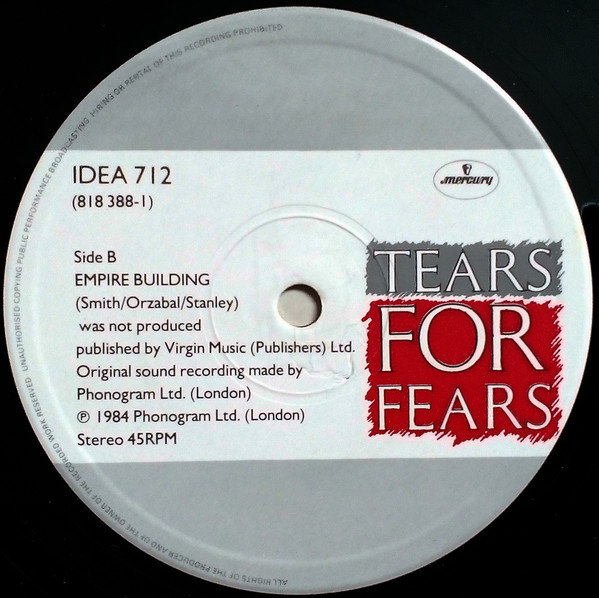 IDEA 712
(818 388-1)
mercury
Side B
EMPIRE BUILDING
(Smith/Orzabal/Stanley)
was not produced
published by Virgin Music (Publishers) Ltd.
Original sound recording made by
Phonogram Ltd. (London)
℗ 1984 Phonogram Ltd. (London)
Stereo 45RPM
TEARS
FOR
FEARS
ALL RIGHTS OF THE PRODUCER AND OF THE OWNER OF THE RECORDED WORK RESERVED UNAUTHORISED COPYING PUBLIC PERFORMANCE BROADCASTING HIRING OR RENTAL OF THIS RECORDING PROHIBITED